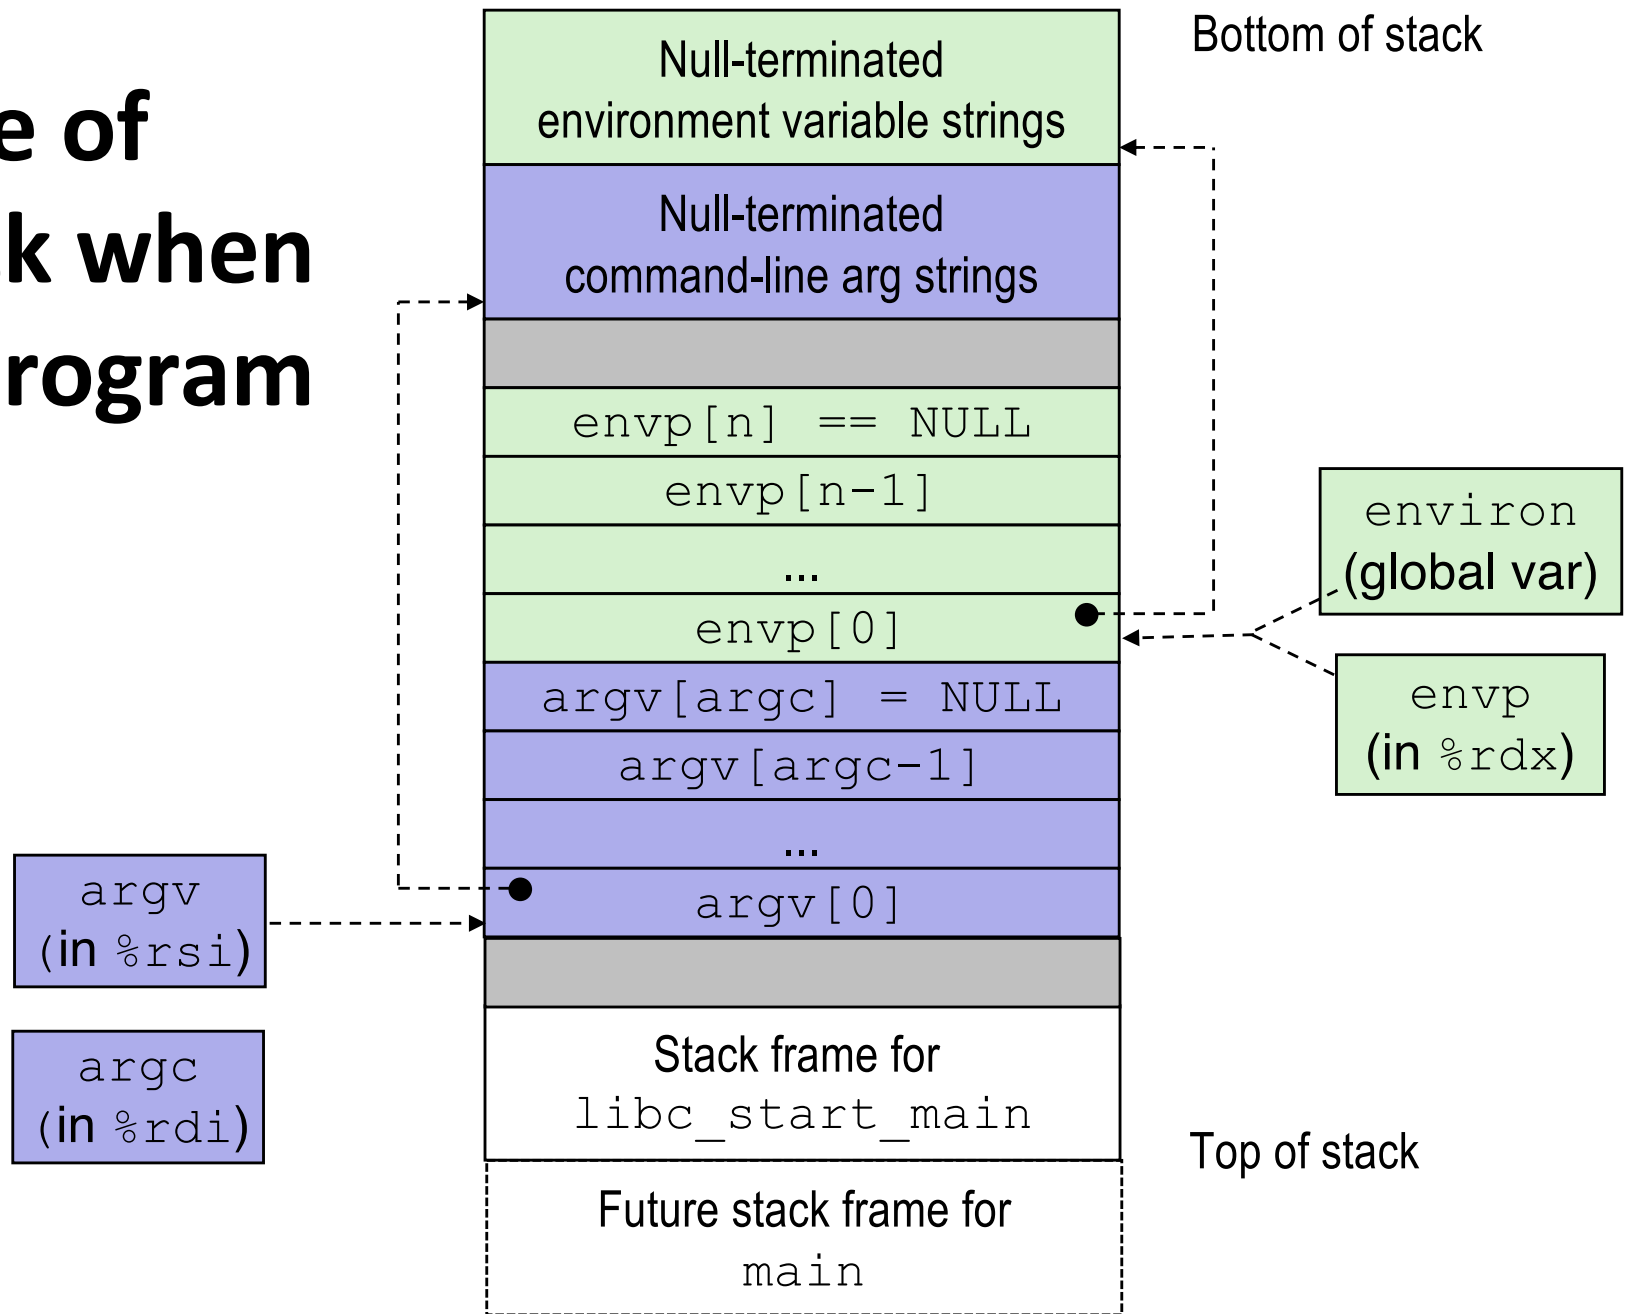 e of
k when
rogram
Bottom of stack
Null-terminated
environment variable strings
Null-terminated
command-line arg strings
envp[n] == NULL
envp[n-1]
...
envp[0]
argv[argc] = NULL
argv[argc-1]
...
argv[0]
environ
(global var)
envp
(in %rdx)
argv
(in %rsi)
argc
(in %rdi)
Stack frame for
libc_start_main
Top of stack
Future stack frame for
main